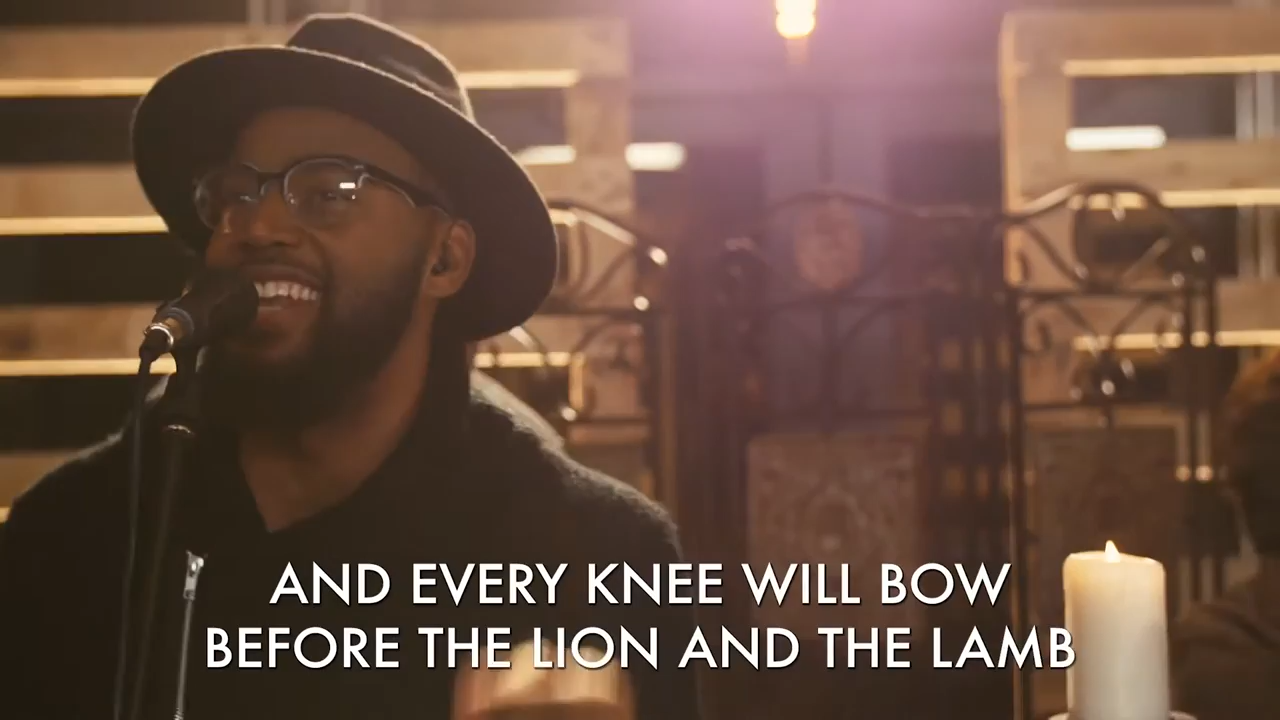 AND EVERY KNEE WILL BOW
BEFORE THE LION AND THE LAMB